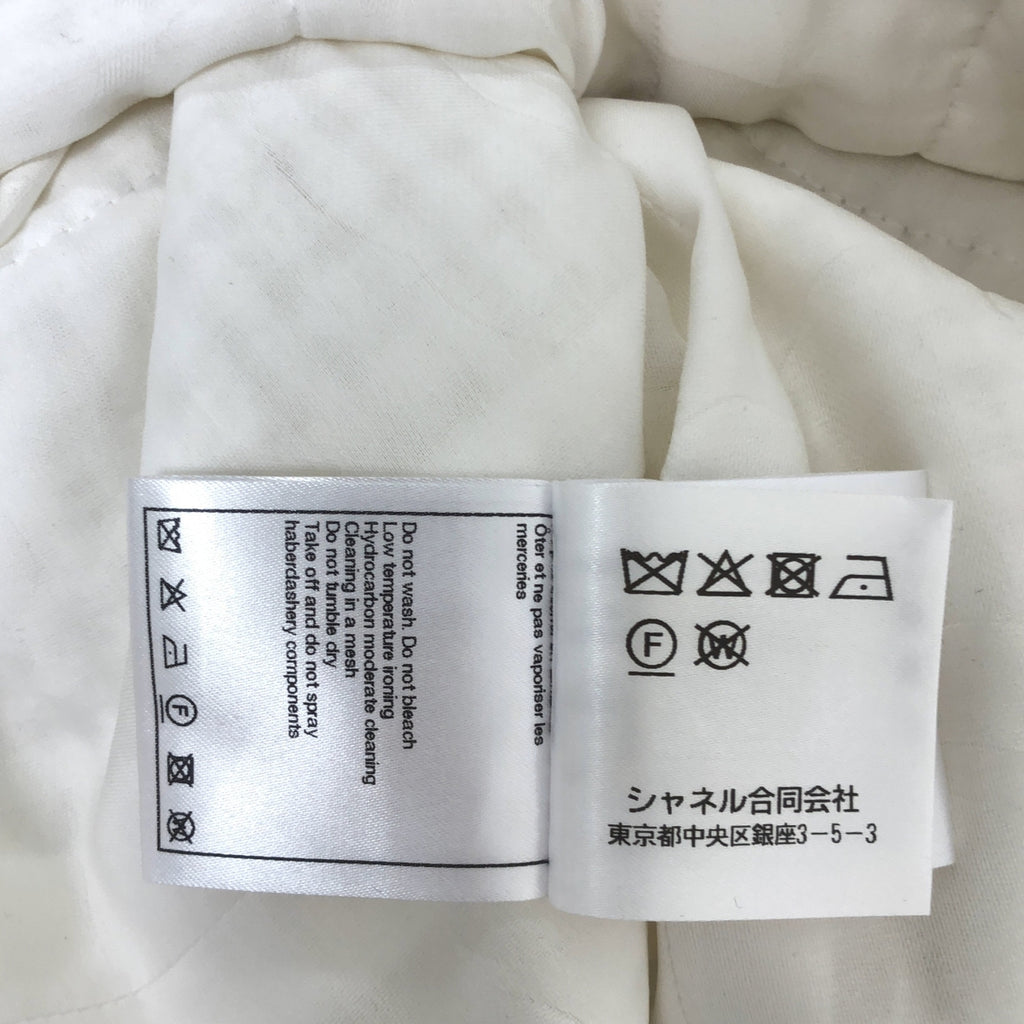 Ôter et ne pas vaporiser les
merceries
Do not wash. Do not bleach
Low temperature ironing
Hydrocarbon moderate cleaning
Cleaning in a mesh
Do not tumble dry
Take off and do not spray
haberdashery components
F
F
W
シャネル合同会社
東京都中央区銀座3-5-3